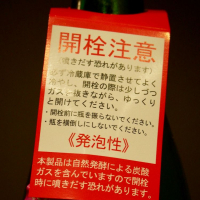 開栓注意
(噴きだす恐れがあります)
必ず冷蔵庫で静置させてよく
冷やし、開栓の際は少しづつ
ガスを抜きながら、ゆっくり
と開けてください。
・開栓前に瓶を振らないでください。
・瓶を横倒しにしないでください。
《発泡性》
本製品は自然発酵による炭酸
ガスを含んでいますので開栓
時に噴きだす恐れがあります。